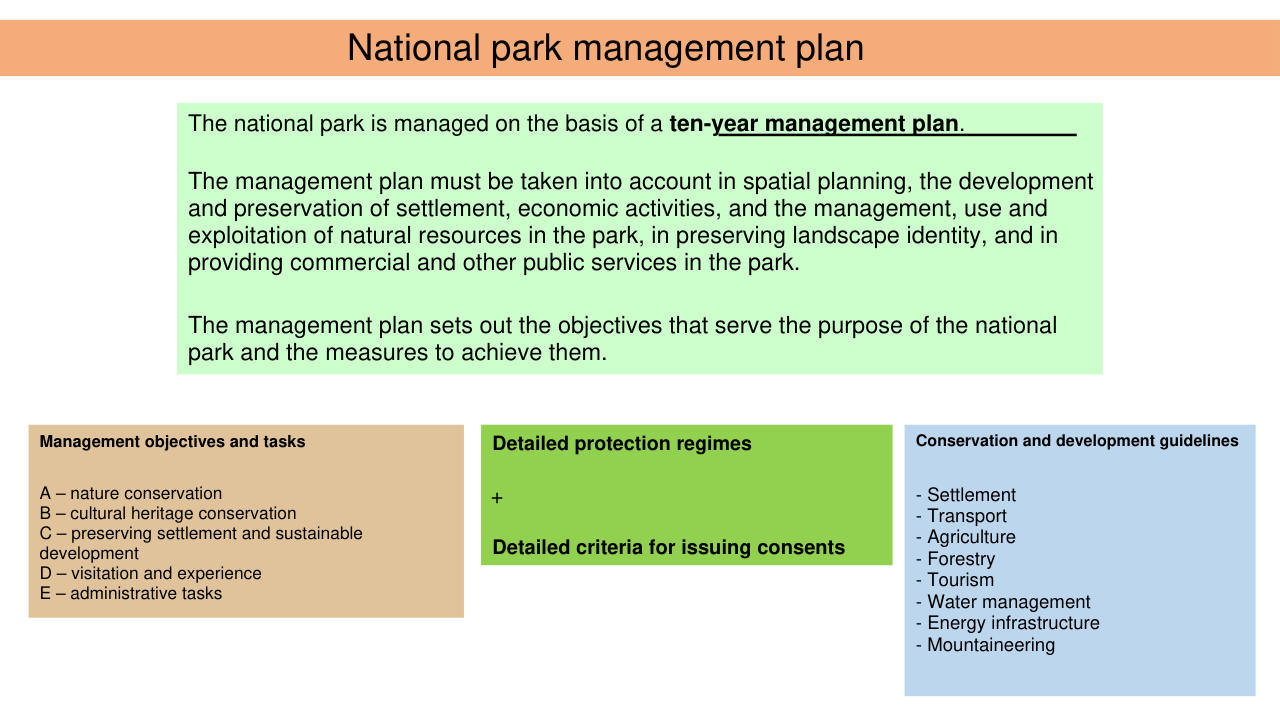 National park management plan
The national park is managed on the basis of a ten-year management plan.
The management plan must be taken into account in spatial planning, the development
and preservation of settlement, economic activities, and the management, use and
exploitation of natural resources in the park, in preserving landscape identity, and in
providing commercial and other public services in the park.
The management plan sets out the objectives that serve the purpose of the national
park and the measures to achieve them.
Management objectives and tasks
A – nature conservation
B – cultural heritage conservation
C – preserving settlement and sustainable
development
D – visitation and experience
E – administrative tasks
Detailed protection regimes
+
Detailed criteria for issuing consents
Conservation and development guidelines
- Settlement
- Transport
- Agriculture
- Forestry
- Tourism
- Water management
- Energy infrastructure
- Mountaineering